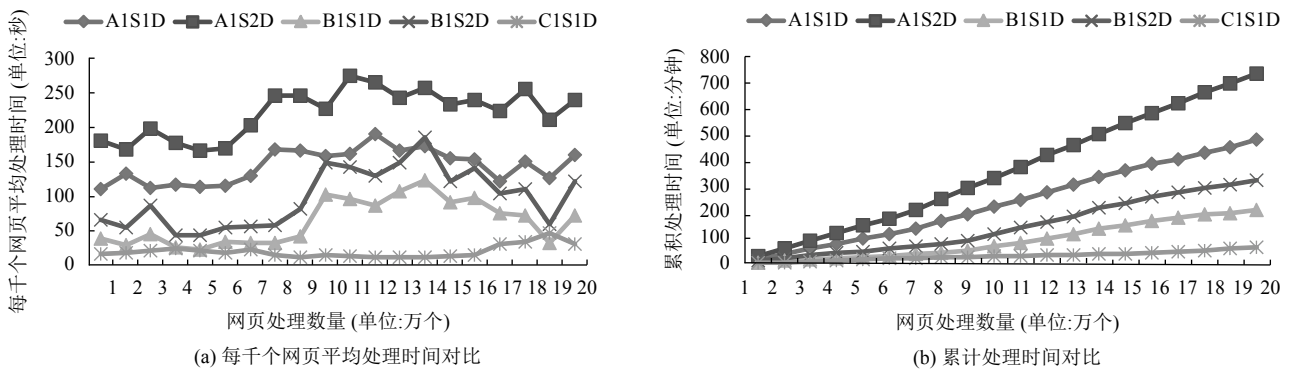 A1S1D A1S2D B1S1D B1S2D C1S1D
每千个网页平均处理时间 (单位:秒)
300
250
200
150
100
50
0
1 2 3 4 5 6 7 8 9 10 11 12 13 14 15 16 17 18 19 20
网页处理数量 (单位:万个)
(a) 每千个网页平均处理时间对比
A1S1D A1S2D B1S1D B1S2D C1S1D
累积处理时间 (单位:分钟)
800
700
600
500
400
300
200
100
0
1 2 3 4 5 6 7 8 9 10 11 12 13 14 15 16 17 18 19 20
网页处理数量 (单位:万个)
(b) 累计处理时间对比